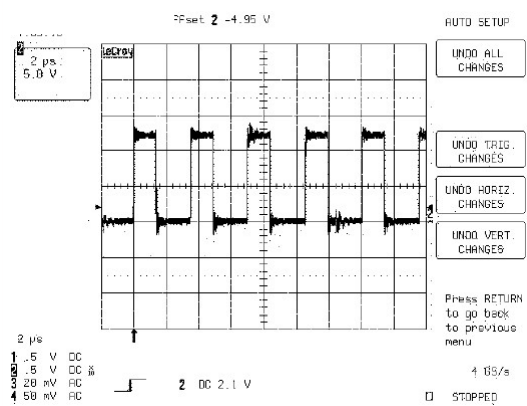 Offset 2 -4.95 V
AUTO SETUP
2
2 µs
5.0 V
LeCroy
UNDO ALL
CHANGES
UNDO TRIG.
CHANGES
UNDO HORIZ.
CHANGES
UNDO VERT.
CHANGES
Press RETURN
to go back
to previous
menu
2 µs
1 .5 V DC
2 .5 V DC
3 20 mV AC
4 50 mV AC
2 DC 2.1 V
4 GS/s
STOPPED